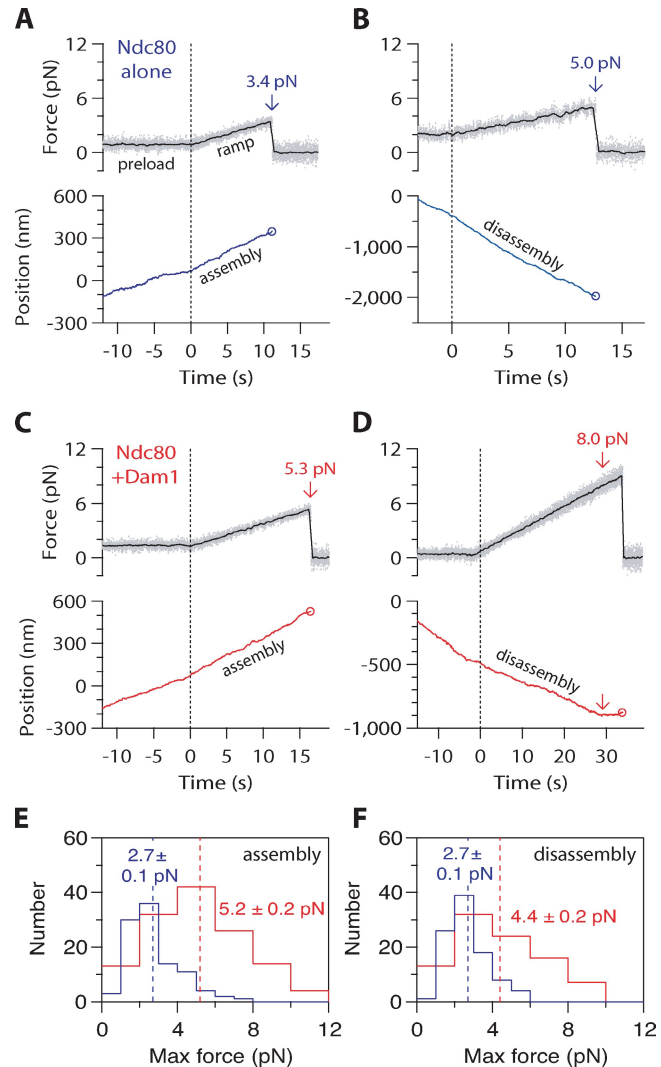 A
Ndc80
alone
3.4 pN
Force (pN)
12
6
0
preload
ramp
Position (nm)
600
300
0
-300
assembly
-10
-5
0
5
10
15
Time (s)
B
5.0 pN
12
6
0
0
-1,000
-2,000
disassembly
0
5
10
15
Time (s)
C
Ndc80
+Dam1
5.3 pN
Force (pN)
12
6
0
Position (nm)
600
300
0
-300
assembly
-10
-5
0
5
10
15
Time (s)
D
8.0 pN
12
6
0
0
-500
-1,000
disassembly
-10
0
10
20
30
Time (s)
E
assembly
2.7±
0.1 pN
5.2 ± 0.2 pN
Number
60
40
20
0
0
4
8
12
Max force (pN)
F
disassembly
2.7±
0.1 pN
4.4 ± 0.2 pN
Number
60
40
20
0
0
4
8
12
Max force (pN)